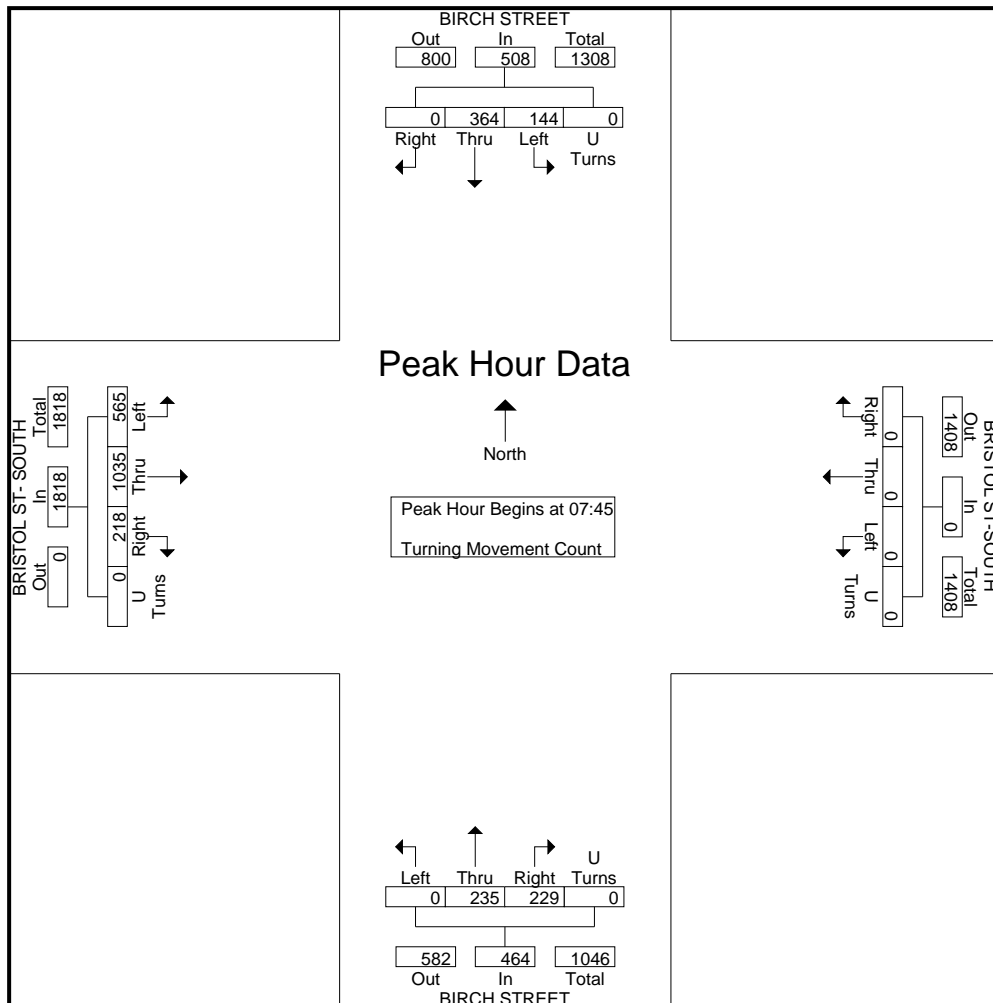 BIRCH STREET
Out In Total
800 508 1308
0 364 144 0
Right Thru Left U
Turns
Peak Hour Data
North
Peak Hour Begins at 07:45
Turning Movement Count
BRISTOL ST- SOUTH
Total In Out
1818 1818 0
565 1035 218 0
Left Thru Right U
Turns
BRISTOL ST-SOUTH
Out In Total
1408 0 1408
0 0 0 0
Right Thru Left U
Turns
U
Left Thru Right Turns
0 235 229 0
582 464 1046
Out In Total
BIRCH STREET